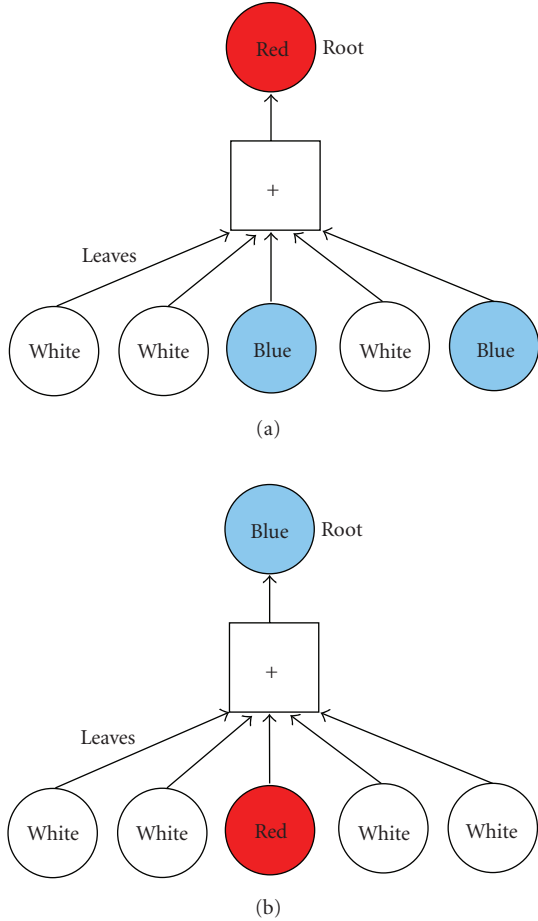 Red Root
+
Leaves
White White Blue White Blue
(a)
Blue Root
+
Leaves
White White Red White White
(b)